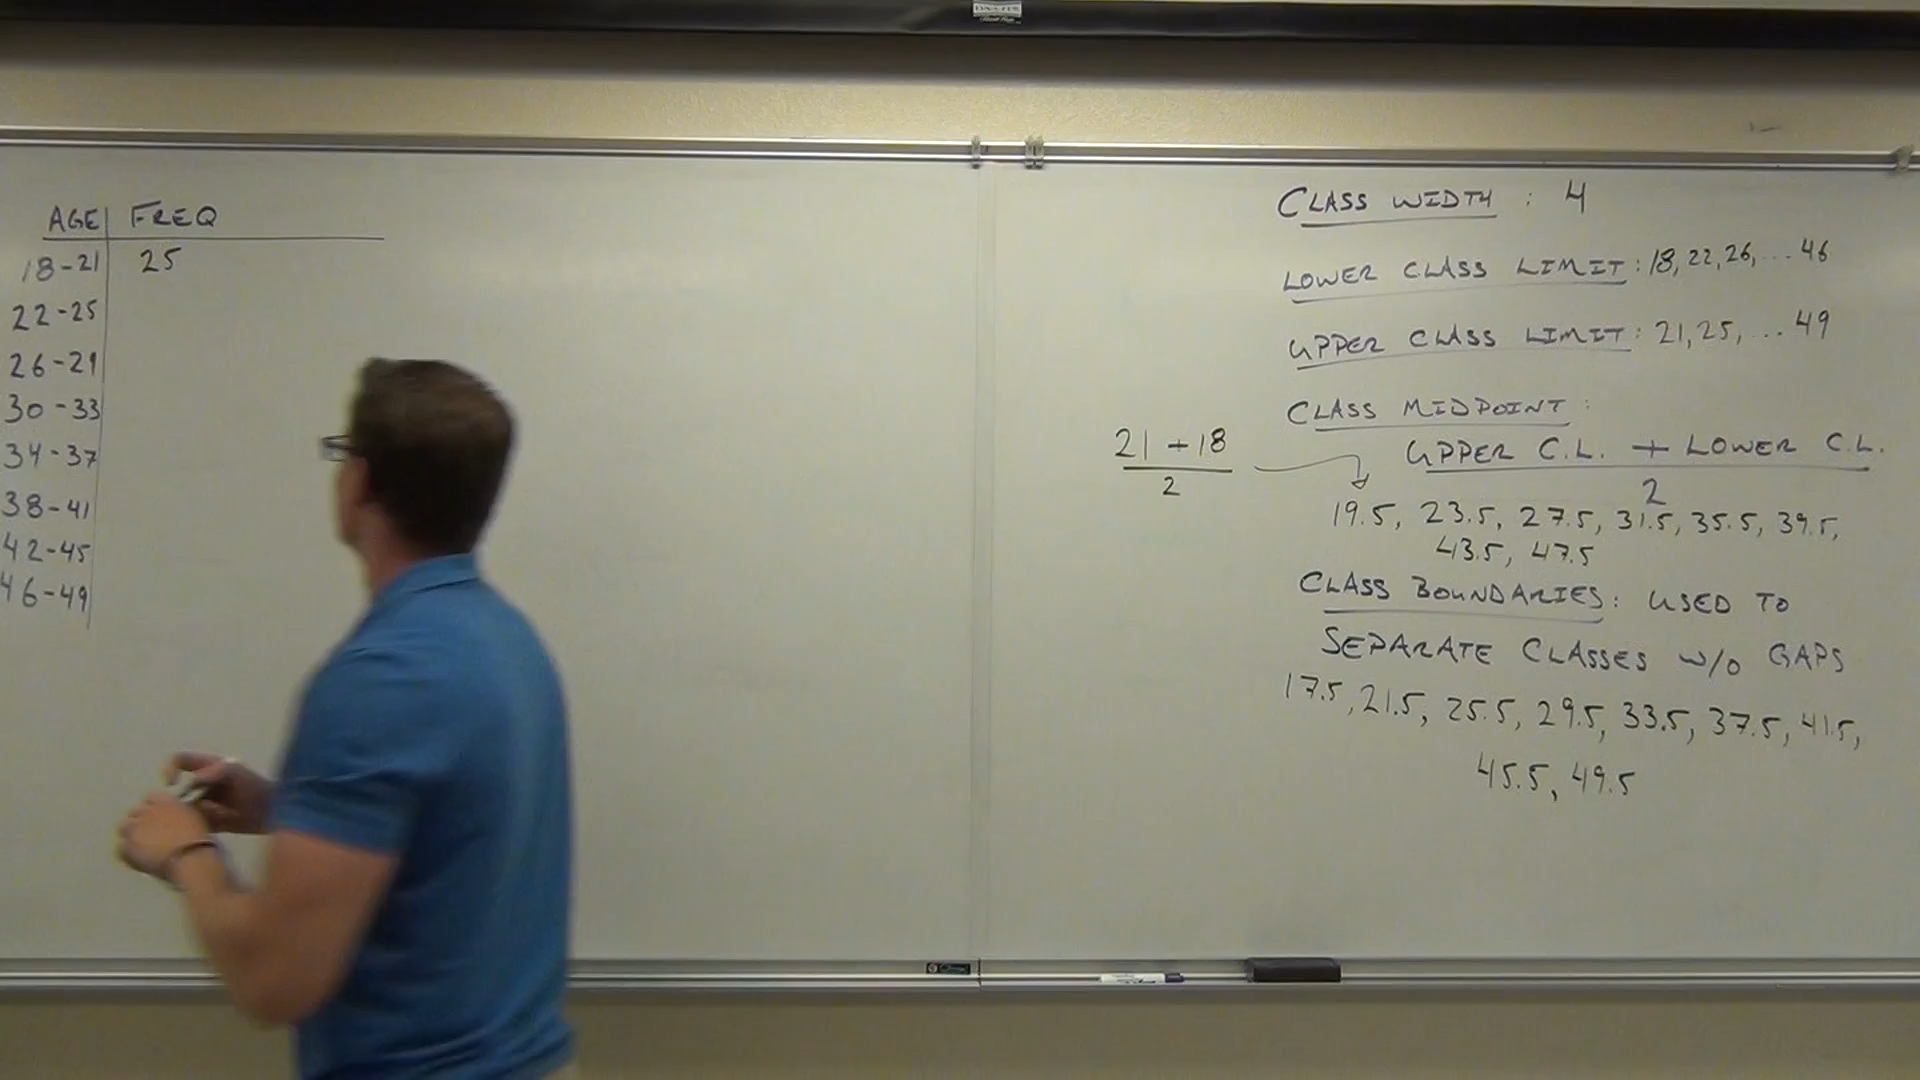 AGE FREQ
18-21 25
22-25
26-29
30-33
34-37
38-41
42-45
46-49
CLASS WIDTH : 4
LOWER CLASS LIMIT : 18, 22, 26, ... 46
UPPER CLASS LIMIT : 21, 25, ... 49
CLASS MIDPOINT :
UPPER C.L. + LOWER C.L.
2
21 + 18
2
19.5, 23.5, 27.5, 31.5, 35.5, 39.5,
43.5, 47.5
CLASS BOUNDARIES : USED TO
SEPARATE CLASSES W/O GAPS
17.5, 21.5, 25.5, 29.5, 33.5, 37.5, 41.5,
45.5, 49.5